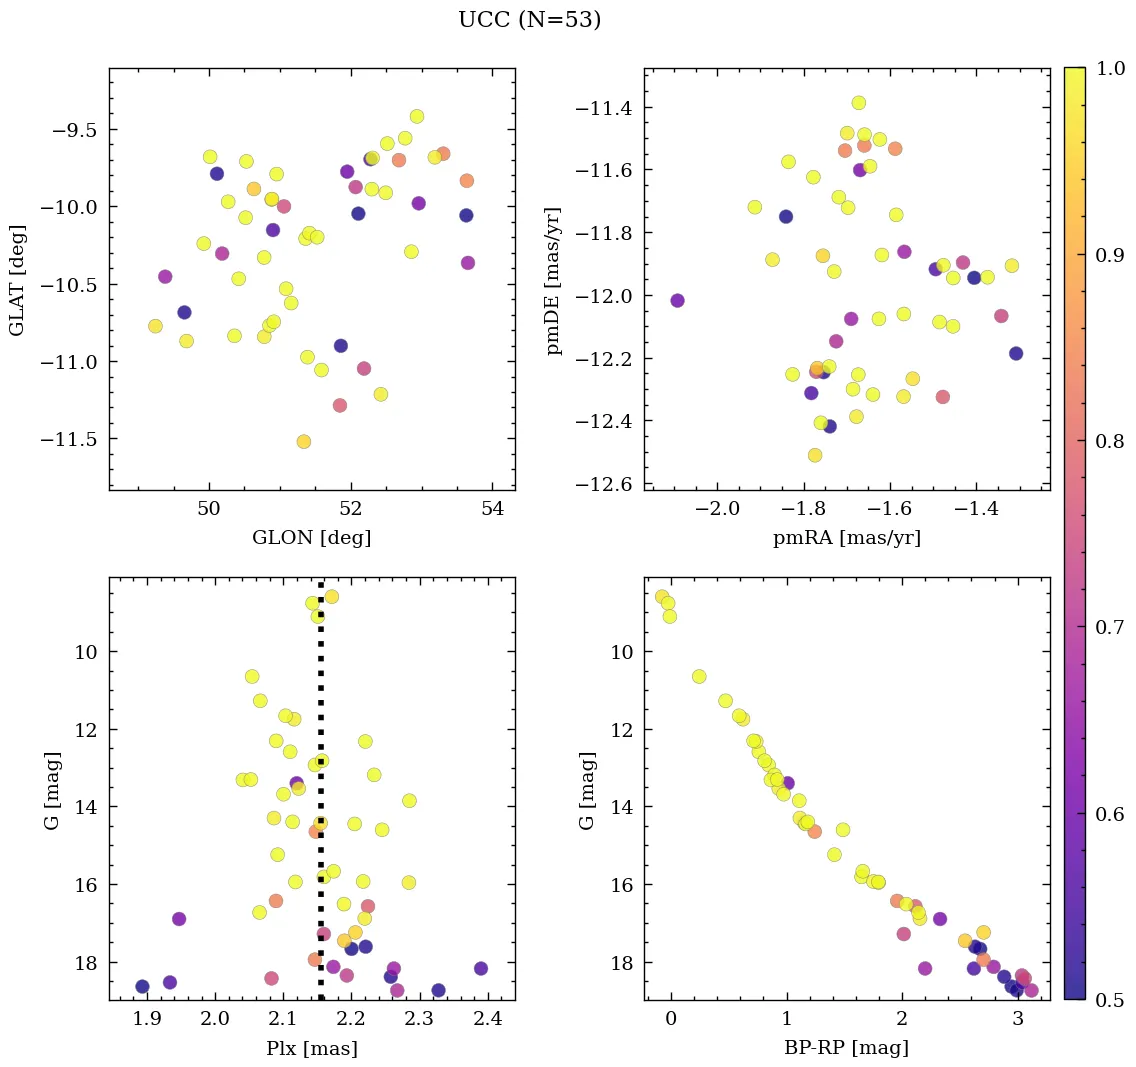 UCC (N=53)
−9.5
−10.0
−10.5
−11.0
−11.5
GLAT [deg]
50 52 54
GLON [deg]
−11.4
−11.6
−11.8
−12.0
−12.2
−12.4
−12.6
pmDE [mas/yr]
−2.0 −1.8 −1.6 −1.4
pmRA [mas/yr]
10
12
14
16
18
G [mag]
1.9 2.0 2.1 2.2 2.3 2.4
Plx [mas]
10
12
14
16
18
G [mag]
0 1 2 3
BP-RP [mag]
1.0
0.9
0.8
0.7
0.6
0.5